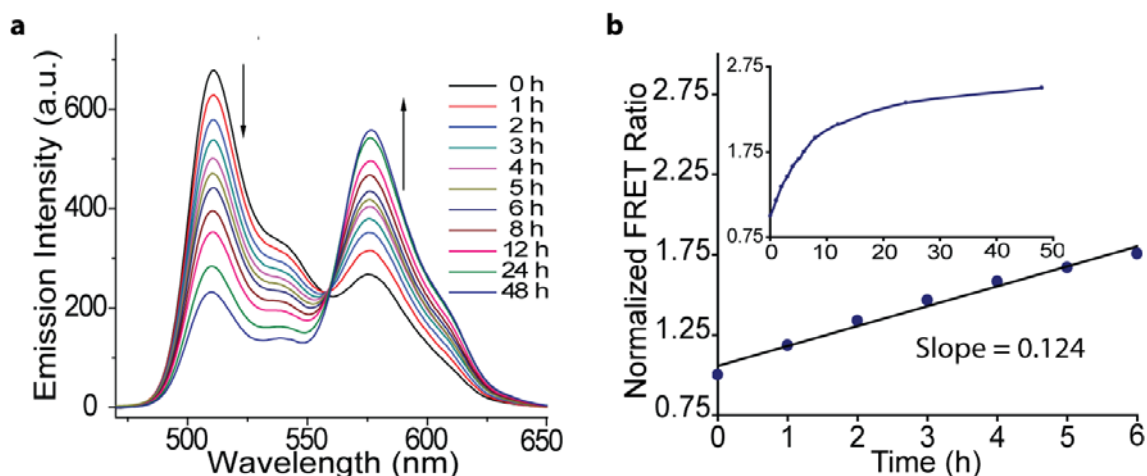 a
Emission Intensity (a.u.)
600
400
200
0
500
550
600
650
Wavelength (nm)
0 h
1 h
2 h
3 h
4 h
5 h
6 h
8 h
12 h
24 h
48 h
b
Normalized FRET Ratio
2.75
2.25
1.75
1.25
0.75
0
1
2
3
4
5
6
Time (h)
Slope = 0.124
2.75
1.75
0.75
0
10
20
30
40
50